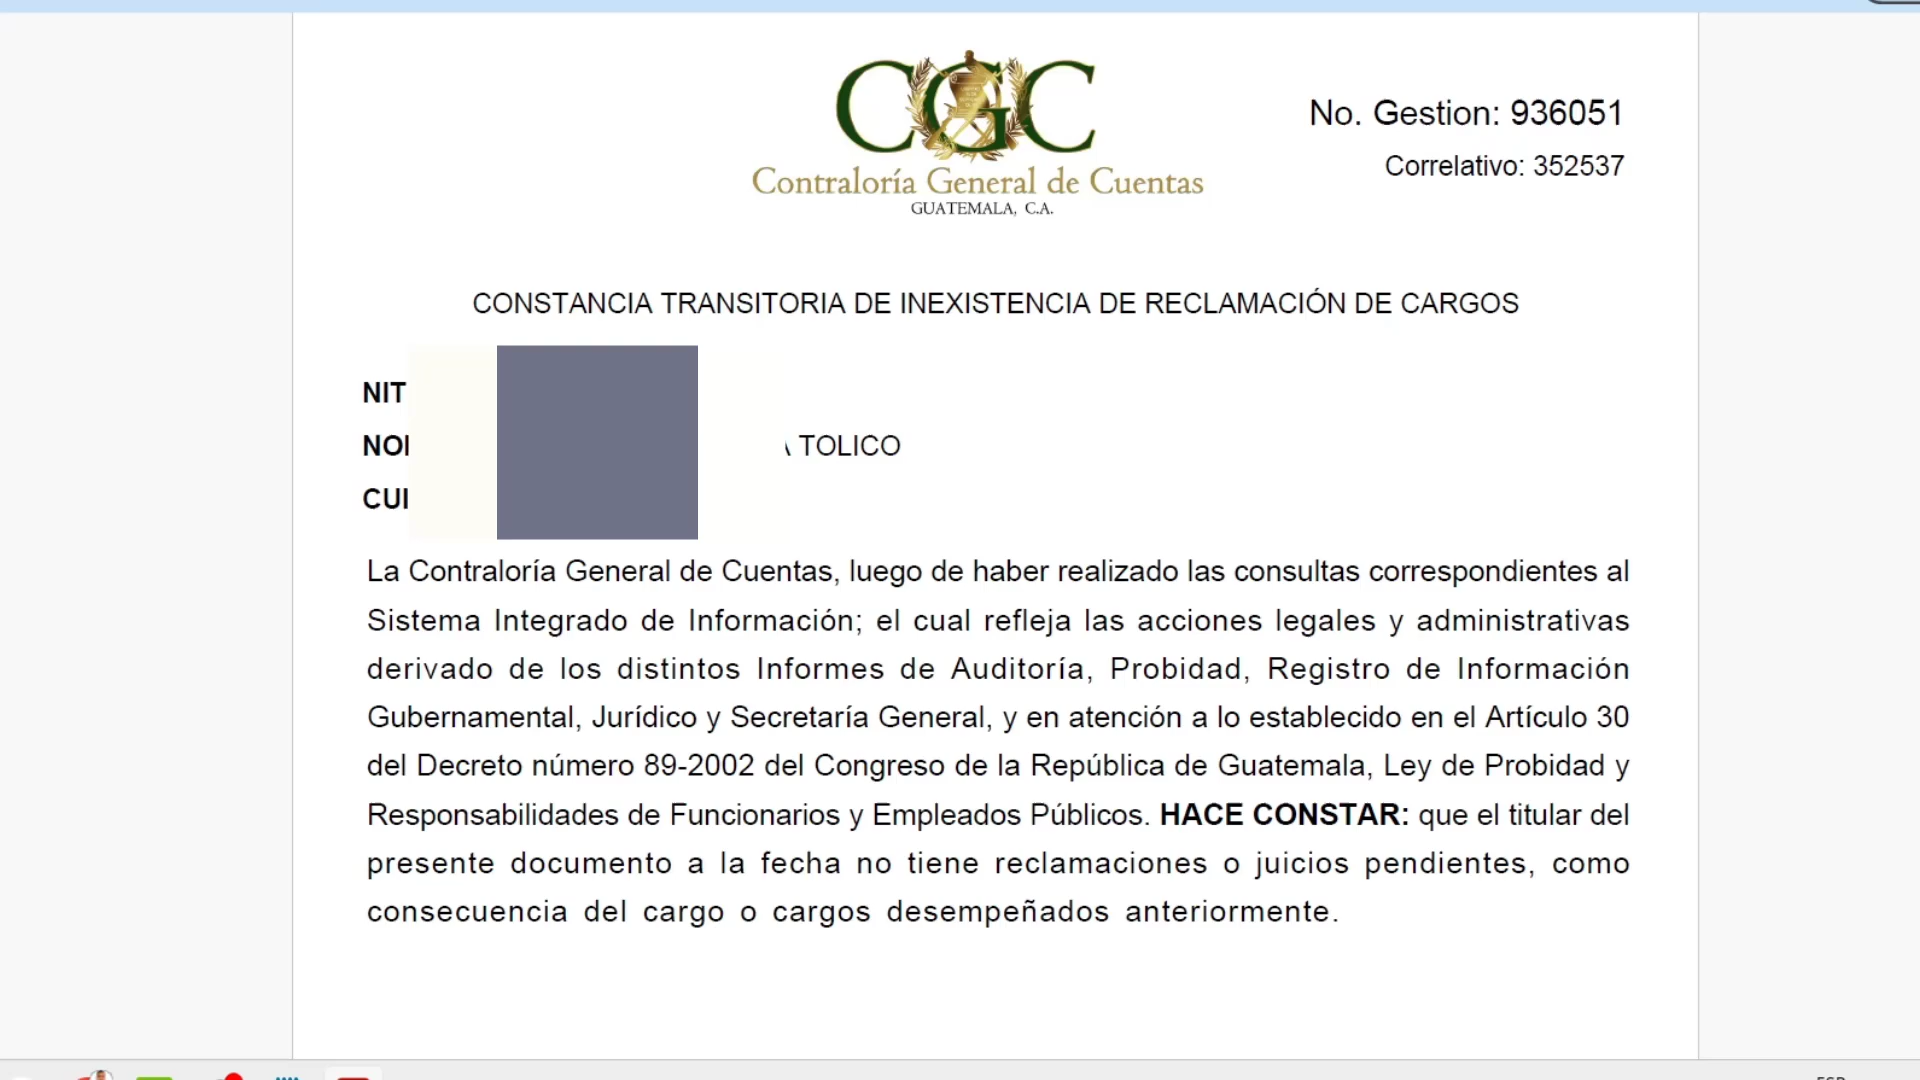 CGC
Contraloría General de Cuentas
GUATEMALA, C.A.
No. Gestion: 936051
Correlativo: 352537
CONSTANCIA TRANSITORIA DE INEXISTENCIA DE RECLAMACIÓN DE CARGOS
NIT
TOLICO
CUI
La Contraloría General de Cuentas, luego de haber realizado las consultas correspondientes al
Sistema Integrado de Información; el cual refleja las acciones legales y administrativas
derivado de los distintos Informes de Auditoría, Probidad, Registro de Información
Gubernamental, Jurídico y Secretaría General, y en atención a lo establecido en el Artículo 30
del Decreto número 89-2002 del Congreso de la República de Guatemala, Ley de Probidad y
Responsabilidades de Funcionarios y Empleados Públicos. HACE CONSTAR: que el titular del
presente documento a la fecha no tiene reclamaciones o juicios pendientes, como
consecuencia del cargo o cargos desempeñados anteriormente.